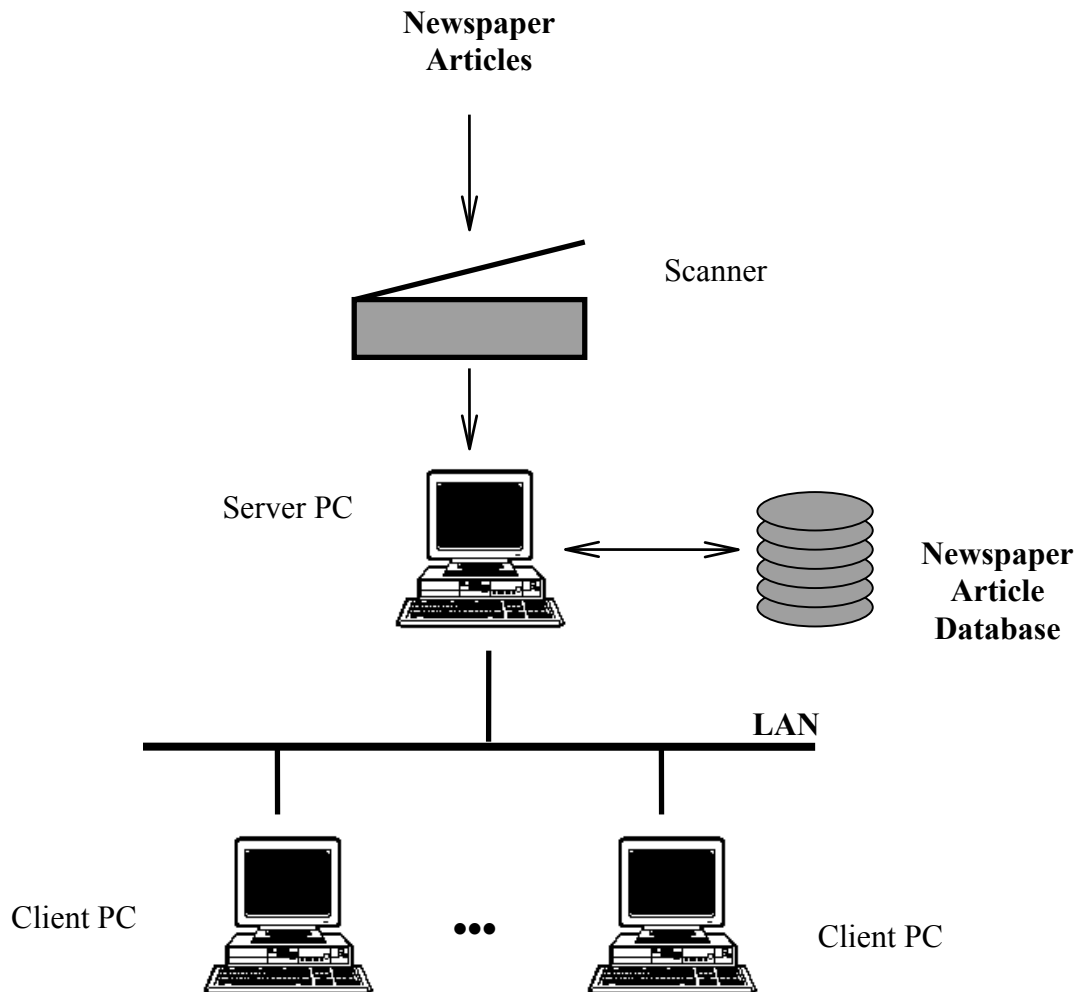 Newspaper
Articles
Scanner
Server PC
Newspaper
Article
Database
LAN
Client PC
•••
Client PC